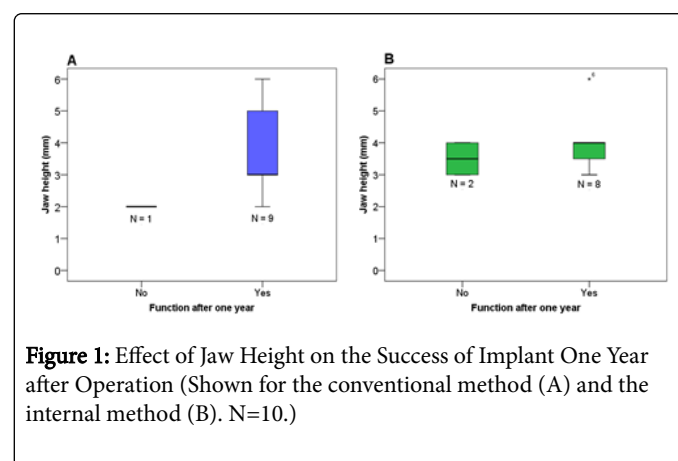 A
B
Jaw height (mm)
6
5
4
3
2
1
0
N = 1
N = 9
No
Yes
Function after one year
Jaw height (mm)
6
5
4
3
2
1
0
N = 2
N = 8
No
Yes
Function after one year
Figure 1: Effect of Jaw Height on the Success of Implant One Year
after Operation (Shown for the conventional method (A) and the
internal method (B). N=10.)